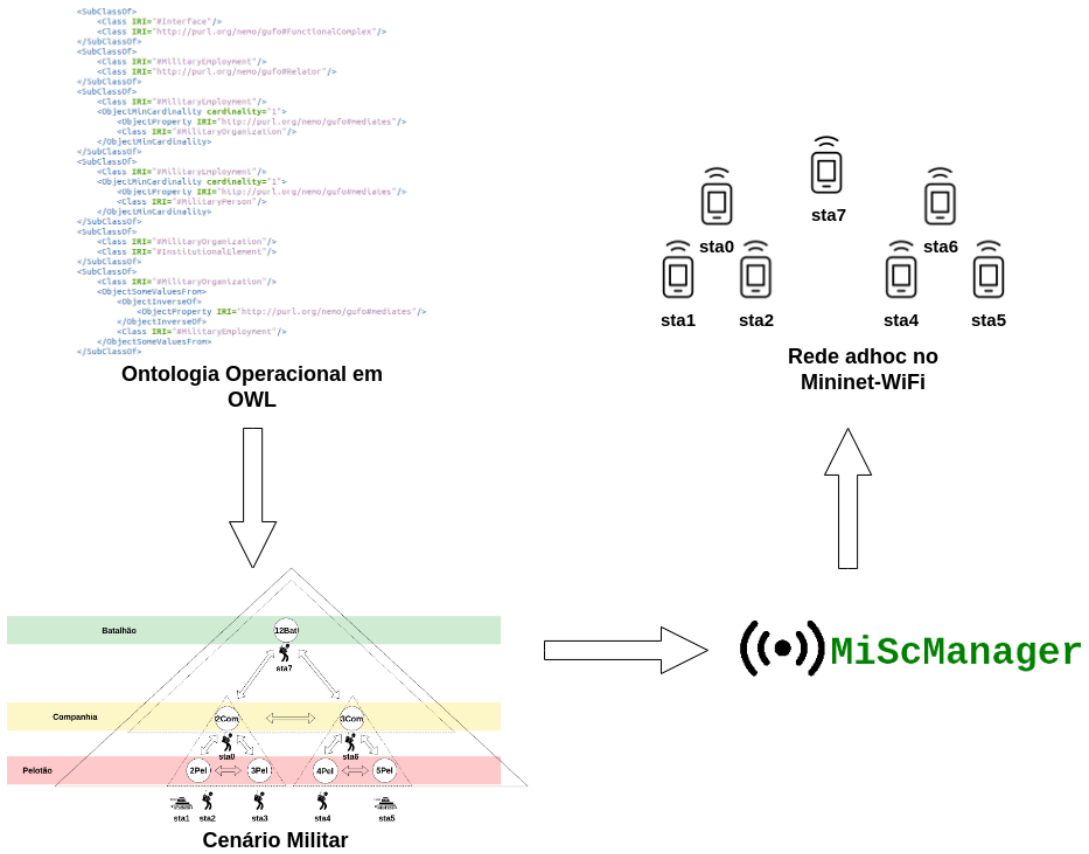 <SubClassOf>
<Class IRI="#Interface"/>
<Class IRI="http://purl.org/nemo/gufo#FunctionalComplex"/>
</SubClassOf>
<SubClassOf>
<Class IRI="#MilitaryEmployment"/>
<Class IRI="http://purl.org/nemo/gufo#Relator"/>
</SubClassOf>
<SubClassOf>
<Class IRI="#MilitaryEmployment"/>
<ObjectMinCardinality cardinality="1">
<ObjectProperty IRI="http://purl.org/nemo/gufo#mediates"/>
<Class IRI="#MilitaryOrganization"/>
</ObjectMinCardinality>
</SubClassOf>
<SubClassOf>
<Class IRI="#MilitaryEmployment"/>
<ObjectMinCardinality cardinality="1">
<ObjectProperty IRI="http://purl.org/nemo/gufo#mediates"/>
<Class IRI="#MilitaryPerson"/>
</ObjectMinCardinality>
</SubClassOf>
<SubClassOf>
<Class IRI="#MilitaryOrganization"/>
<Class IRI="#InstitutionalElement"/>
</SubClassOf>
<SubClassOf>
<Class IRI="#MilitaryOrganization"/>
<ObjectSomeValuesFrom>
<ObjectInverseOf>
<ObjectProperty IRI="http://purl.org/nemo/gufo#mediates"/>
</ObjectInverseOf>
<Class IRI="#MilitaryEmployment"/>
</ObjectSomeValuesFrom>
</SubClassOf>
Ontologia Operacional em
OWL
sta7
sta0
sta6
sta1
sta2
sta4
sta5
Rede adhoc no
Mininet-WiFi
Batalhão
12Bat
sta7
Companhia
2Com
3Com
sta0
sta6
Pelotão
2Pel
3Pel
4Pel
5Pel
sta1
sta2
sta3
sta4
sta5
Cenário Militar
MiScManager